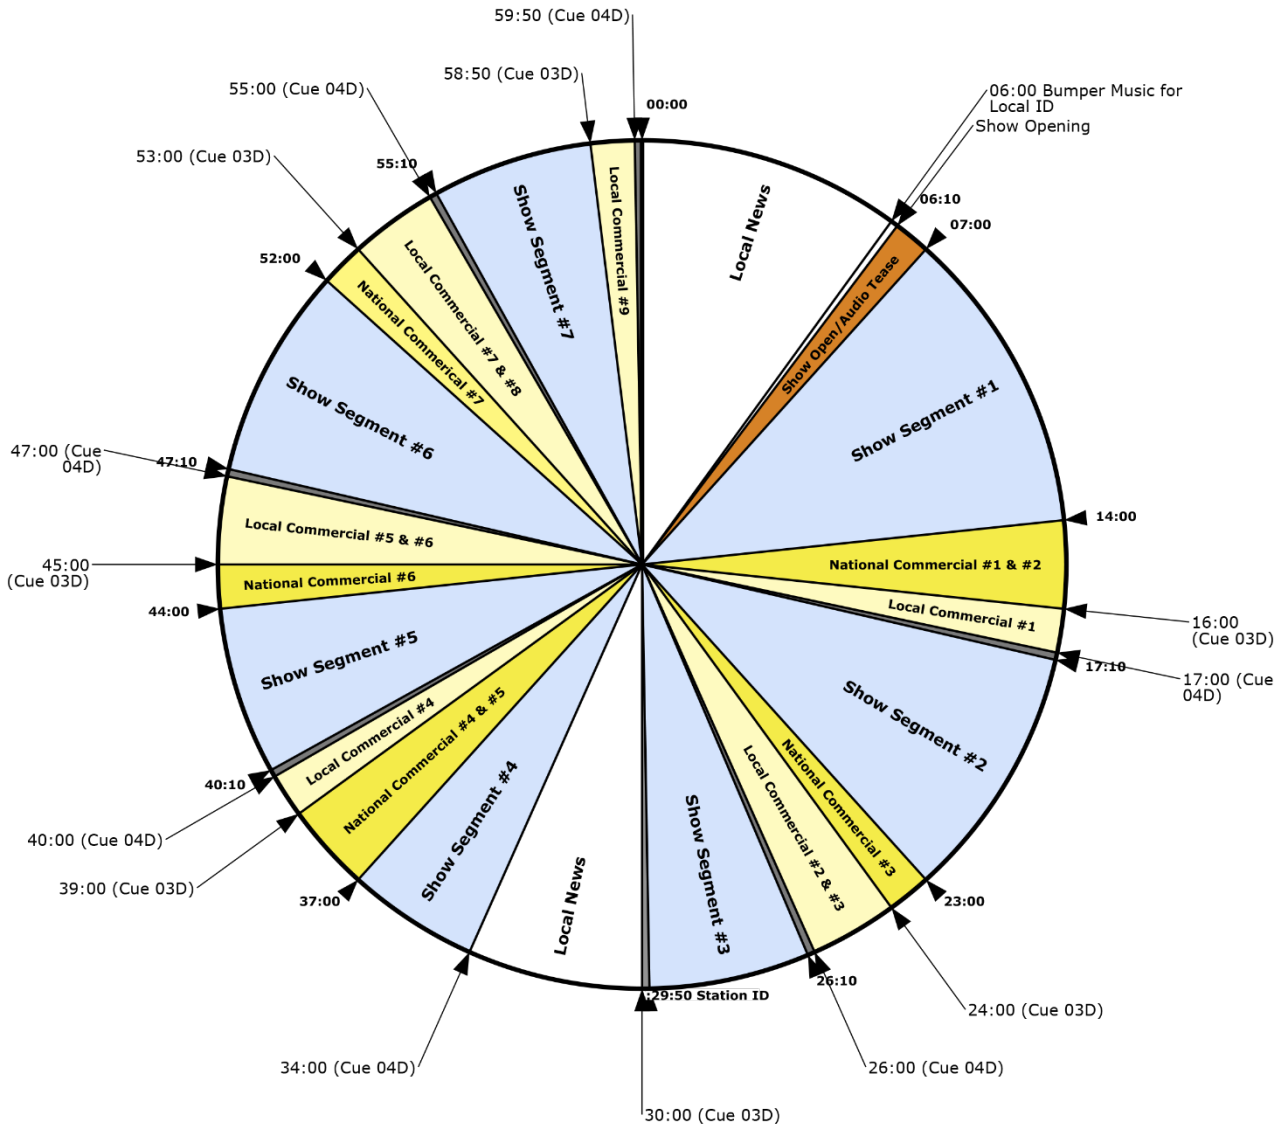 59:50 (Cue 04D)
00:00
58:50 (Cue 03D)
55:00 (Cue 04D)
55:10
53:00 (Cue 03D)
52:00
06:00 Bumper Music for
Local ID
Show Opening
06:10
07:00
Local News
Show Open/Audio Tease
Show Segment #1
14:00
National Commercial #1 & #2
Local Commercial #1
16:00
(Cue 03D)
17:10
17:00 (Cue
04D)
Show Segment #2
23:00
National Commercial #3
24:00 (Cue 03D)
Local Commercial #2 & #3
26:10
26:00 (Cue 04D)
Show Segment #3
:29:50 Station ID
30:00 (Cue 03D)
Local News
34:00 (Cue 04D)
Show Segment #4
37:00
National Commercial #4 & #5
39:00 (Cue 03D)
Local Commercial #4
40:00 (Cue 04D)
40:10
Show Segment #5
44:00
National Commercial #6
45:00
(Cue 03D)
Local Commercial #5 & #6
47:00 (Cue
04D)
47:10
Show Segment #6
National Commerical #7
Local Commercial #7 & #8
Show Segment #7
Local Commercial #9